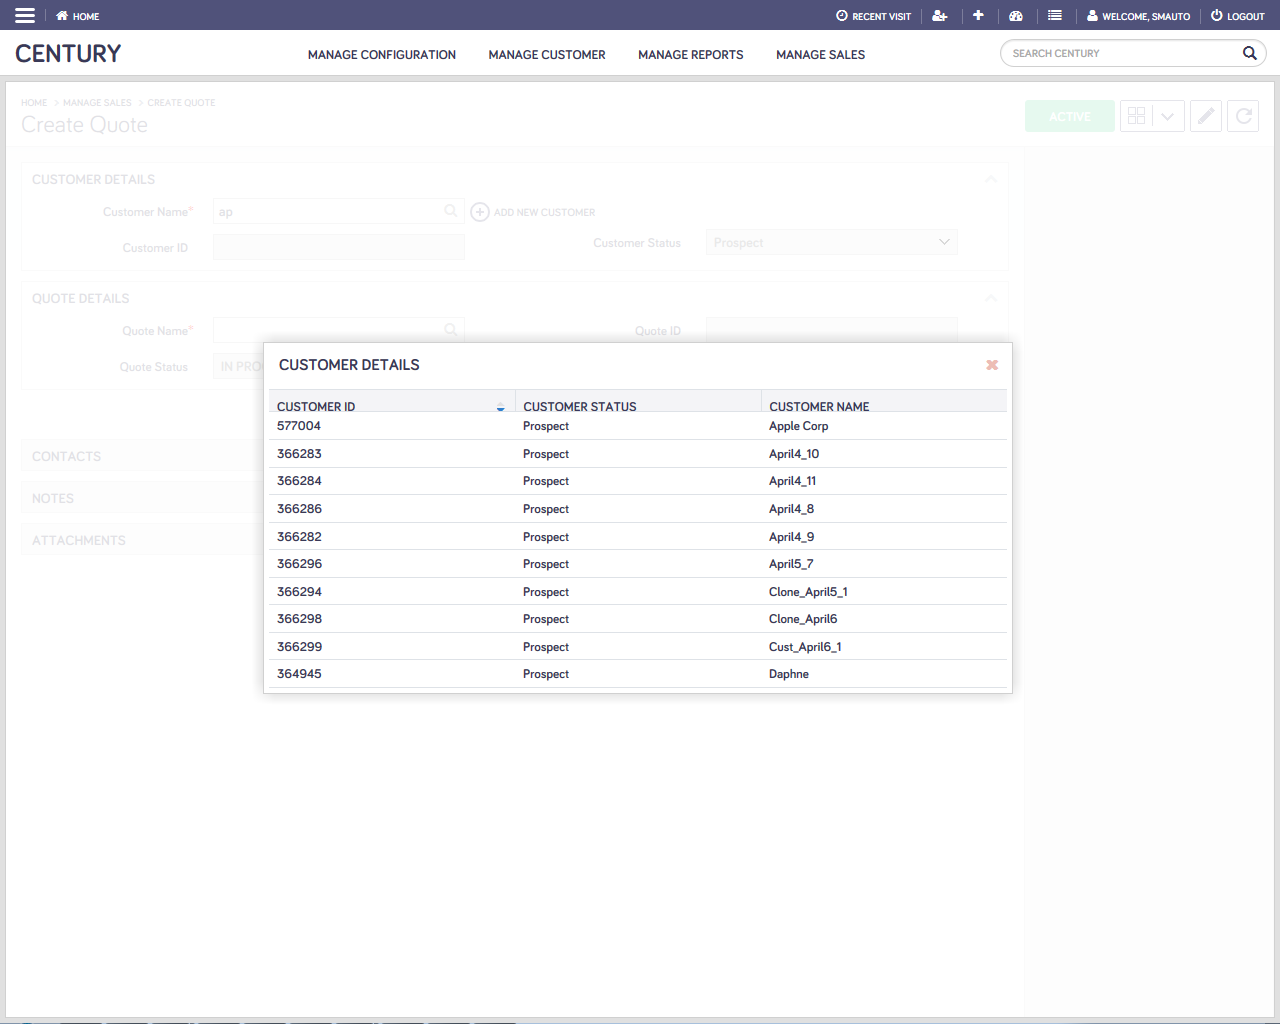 HOME
RECENT VISIT
WELCOME, SMAUTO
LOGOUT
CENTURY
MANAGE CONFIGURATION
MANAGE CUSTOMER
MANAGE REPORTS
MANAGE SALES
SEARCH CENTURY
HOME > MANAGE SALES > CREATE QUOTE
Create Quote
ACTIVE
CUSTOMER DETAILS
Customer Name* ap
ADD NEW CUSTOMER
Customer ID
Customer Status Prospect
QUOTE DETAILS
Quote Name*
Quote ID
Quote Status IN PRO
CONTACTS
NOTES
ATTACHMENTS
CUSTOMER DETAILS
CUSTOMER ID CUSTOMER STATUS CUSTOMER NAME
577004 Prospect Apple Corp
366283 Prospect April4_10
366284 Prospect April4_11
366286 Prospect April4_8
366282 Prospect April4_9
366296 Prospect April5_7
366294 Prospect Clone_April5_1
366298 Prospect Clone_April6
366299 Prospect Cust_April6_1
364945 Prospect Daphne